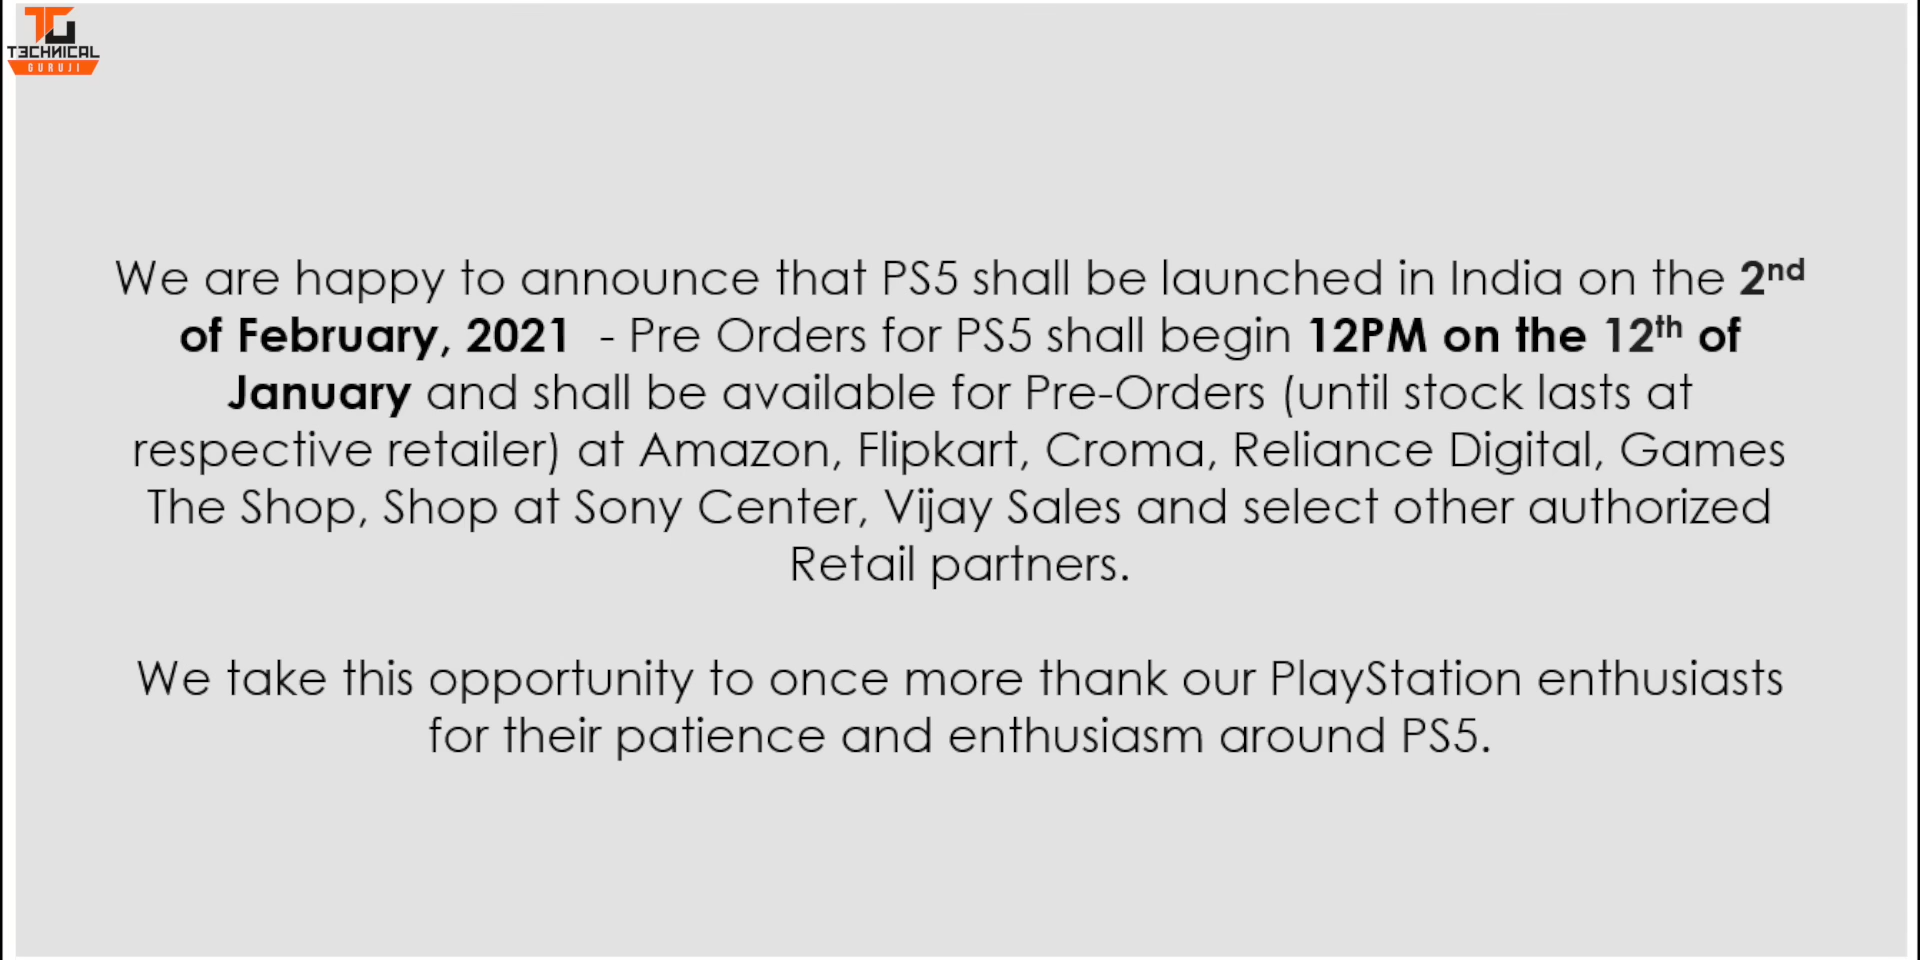 TECHNICAL
GURUJI
We are happy to announce that PS5 shall be launched in India on the 2nd
of February, 2021 - Pre Orders for PS5 shall begin 12PM on the 12th of
January and shall be available for Pre-Orders (until stock lasts at
respective retailer) at Amazon, Flipkart, Croma, Reliance Digital, Games
The Shop, Shop at Sony Center, Vijay Sales and select other authorized
Retail partners.
We take this opportunity to once more thank our PlayStation enthusiasts
for their patience and enthusiasm around PS5.